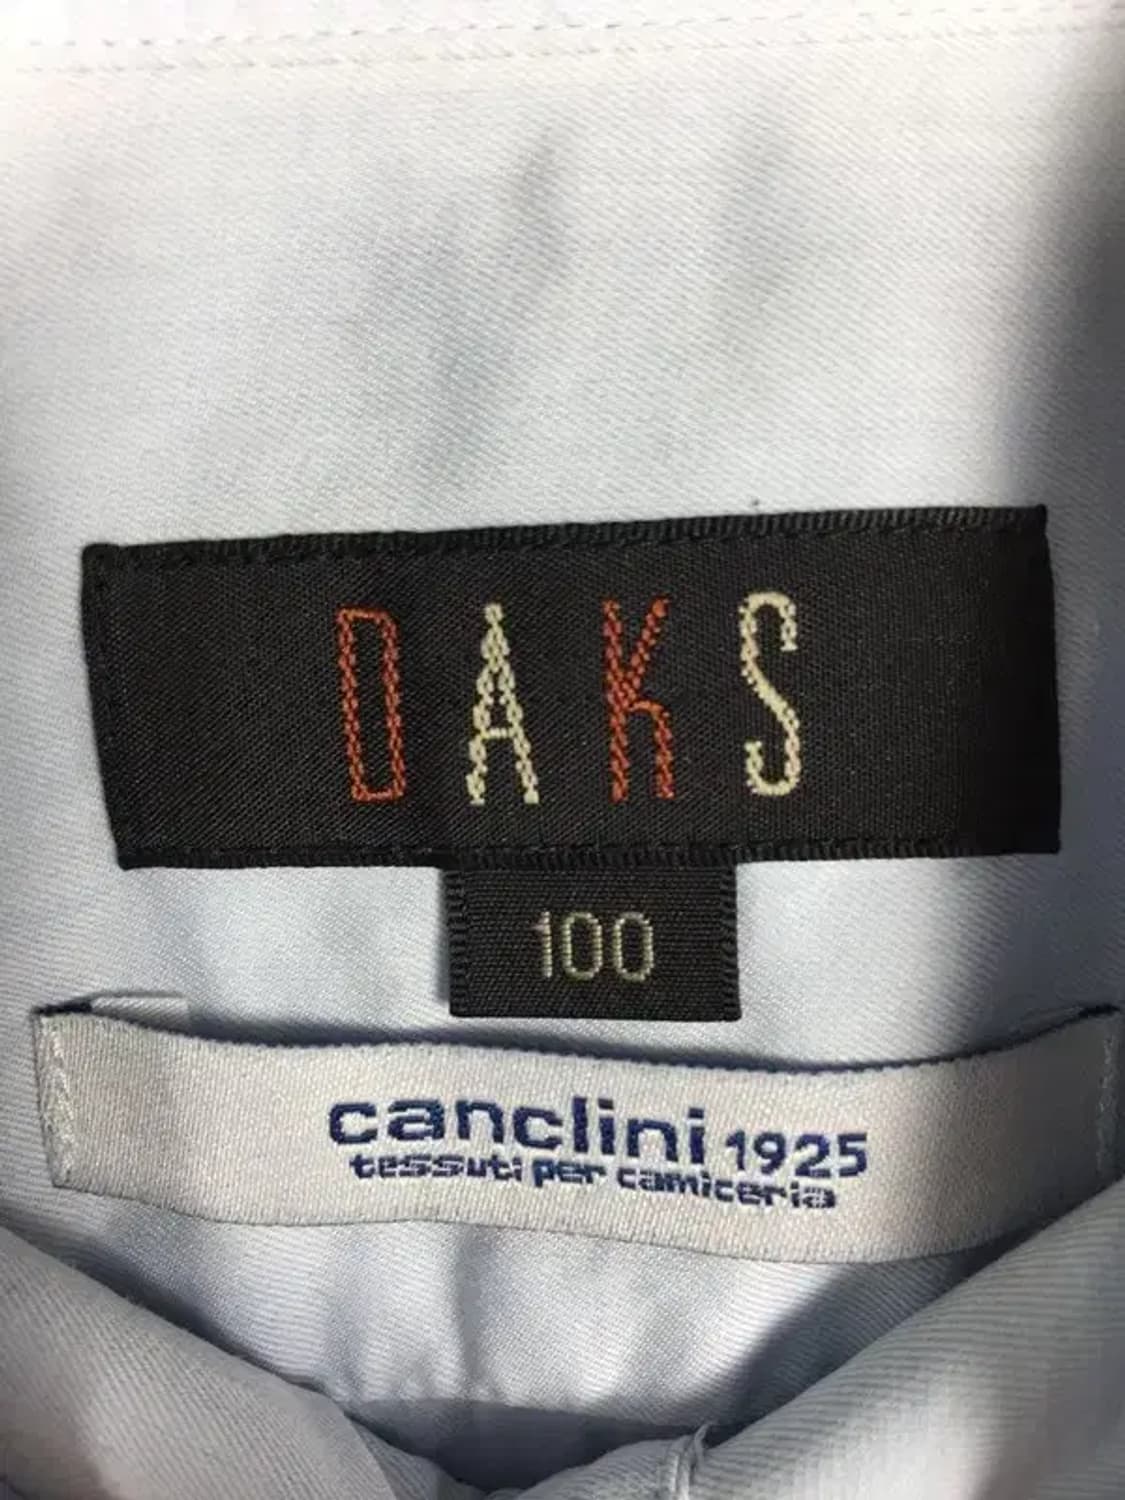 DAKS
100
canclini 1925
tessuti per camiceria